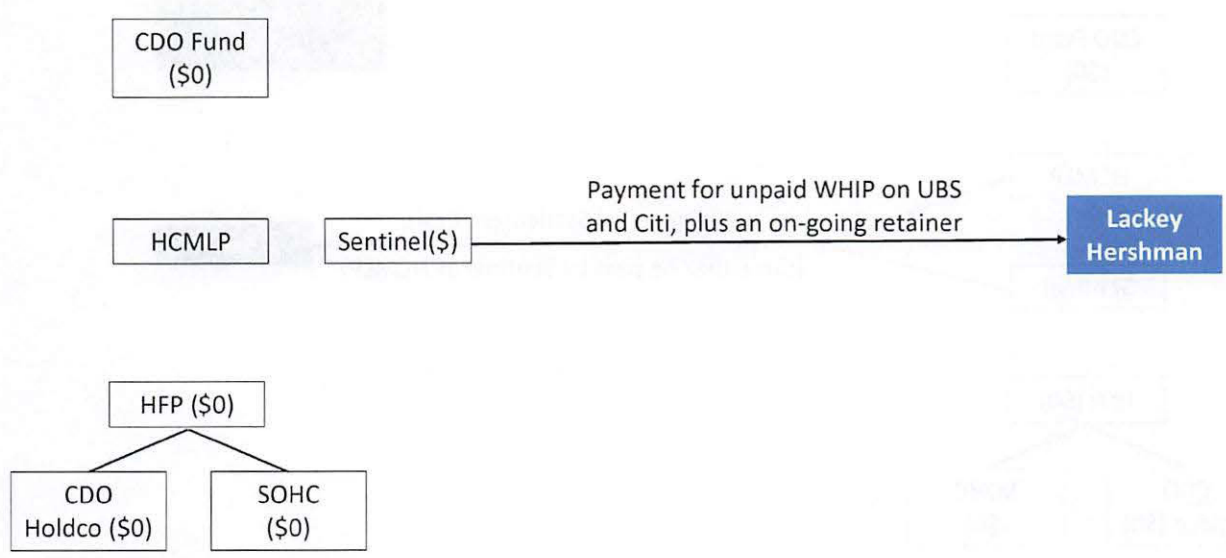 CDO Fund
($0)
Payment for unpaid WHIP on UBS
and Citi, plus an on-going retainer
HCMLP
Sentinel($)
Lackey
Hershman
HFP ($0)
CDO
Holdco ($0)
SOHC
($0)